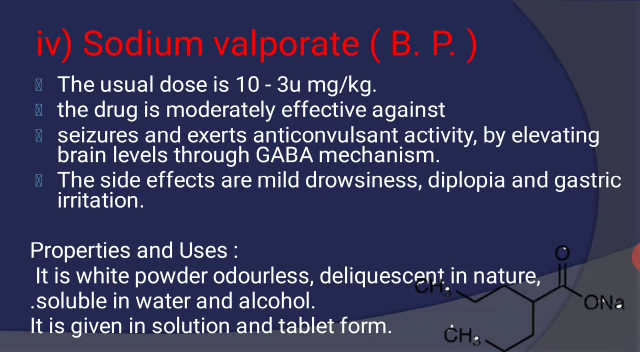 iv) Sodium valporate ( B. P. )
The usual dose is 10 - 3u mg/kg.
the drug is moderately effective against
seizures and exerts anticonvulsant activity, by elevating
brain levels through GABA mechanism.
The side effects are mild drowsiness, diplopia and gastric
irritation.
Properties and Uses :
It is white powder odourless, deliquescent in nature,
.soluble in water and alcohol.
It is given in solution and tablet form.
O
CH3
ONa
CH3